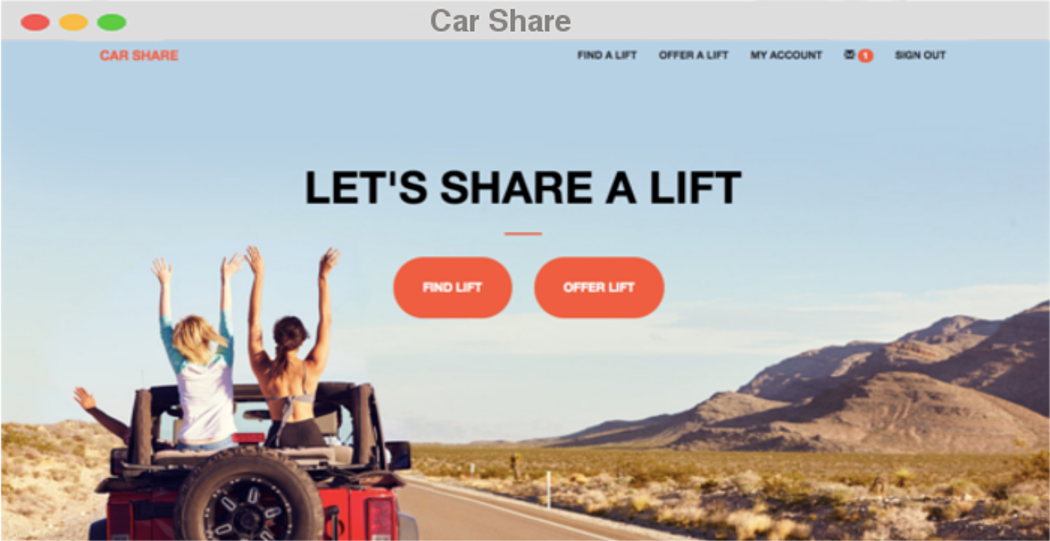 Car Share
CAR SHARE
FIND A LIFT OFFER A LIFT MY ACCOUNT 1 SIGN OUT
LET'S SHARE A LIFT
FIND LIFT OFFER LIFT